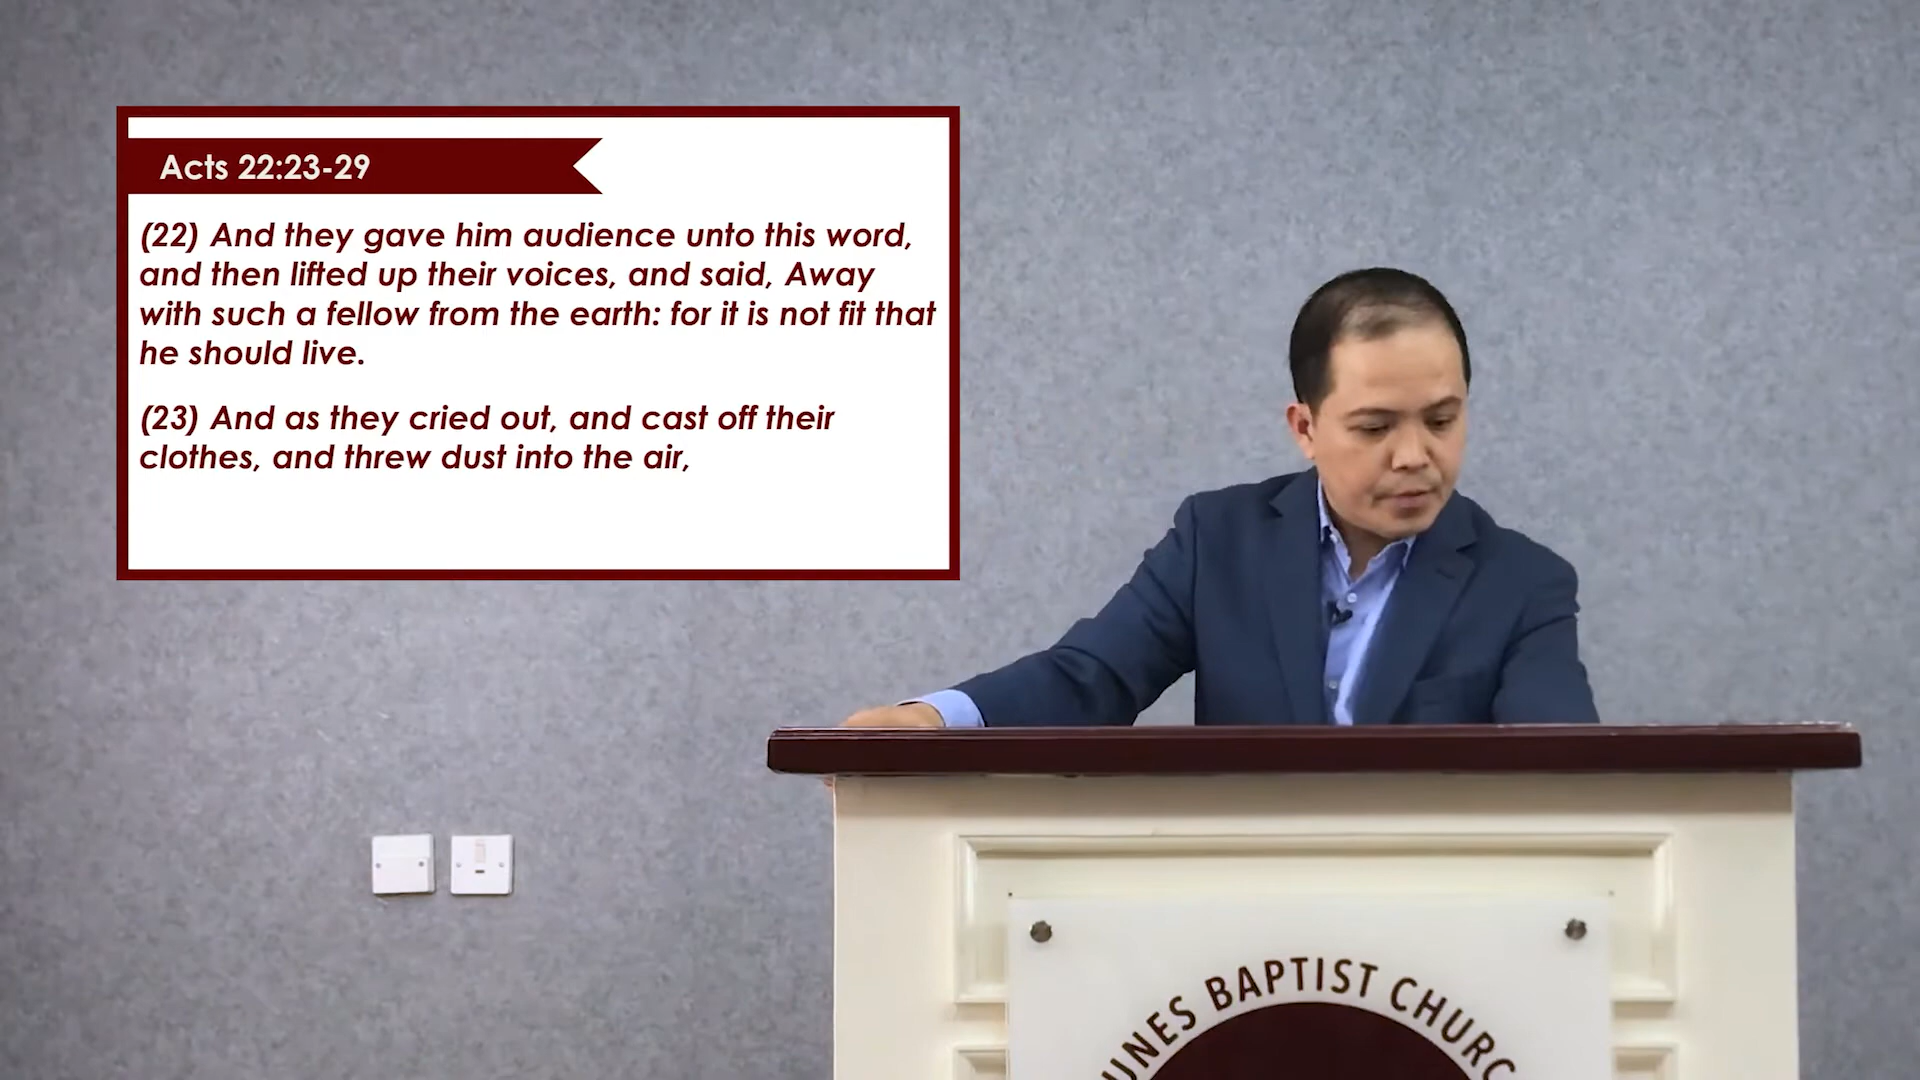 Acts 22:23-29
(22) And they gave him audience unto this word,
and then lifted up their voices, and said, Away
with such a fellow from the earth: for it is not fit that
he should live.
(23) And as they cried out, and cast off their
clothes, and threw dust into the air,
BAPTIST CHURC